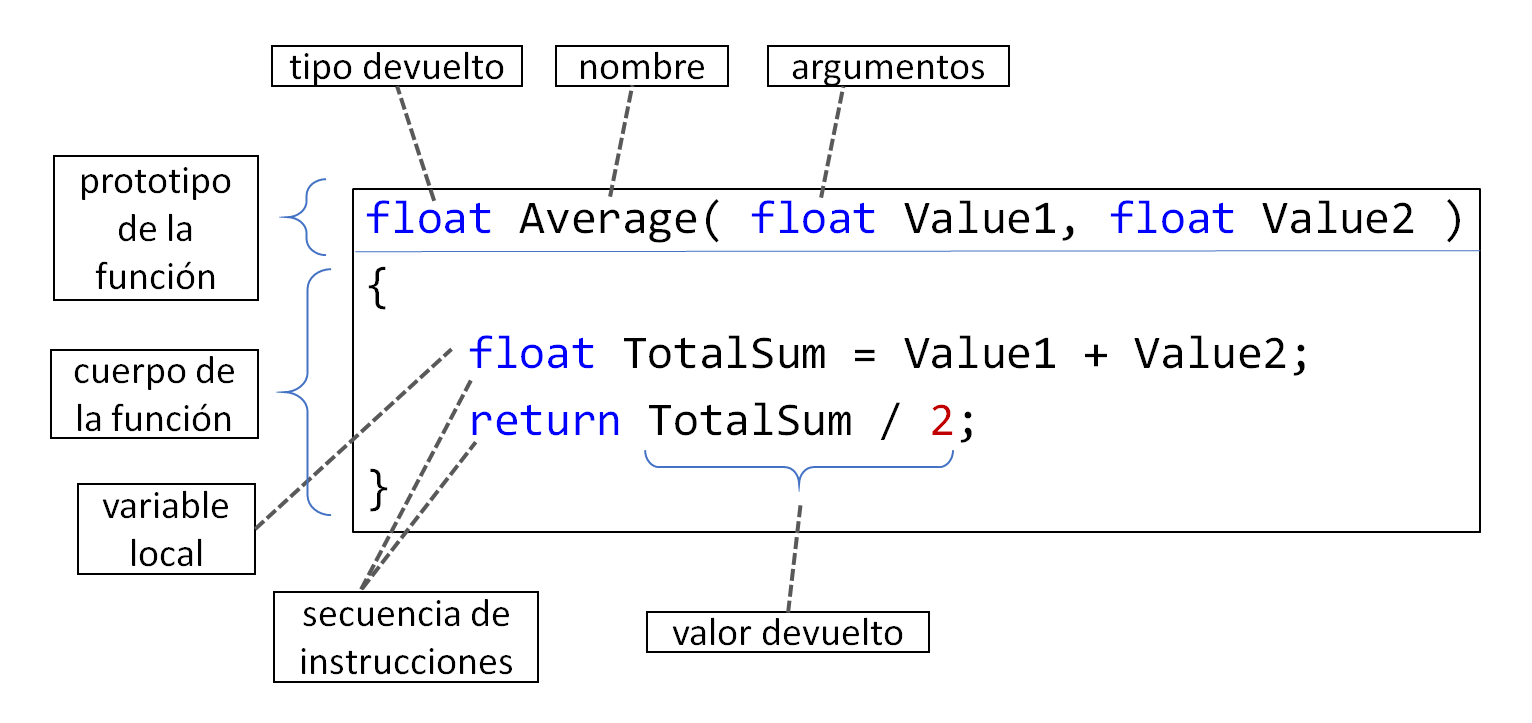 tipo devuelto
nombre
argumentos
prototipo
de la
función
float Average( float Value1, float Value2 )
{
float TotalSum = Value1 + Value2;
return TotalSum / 2;
}
cuerpo de
la función
variable
local
secuencia de
instrucciones
valor devuelto